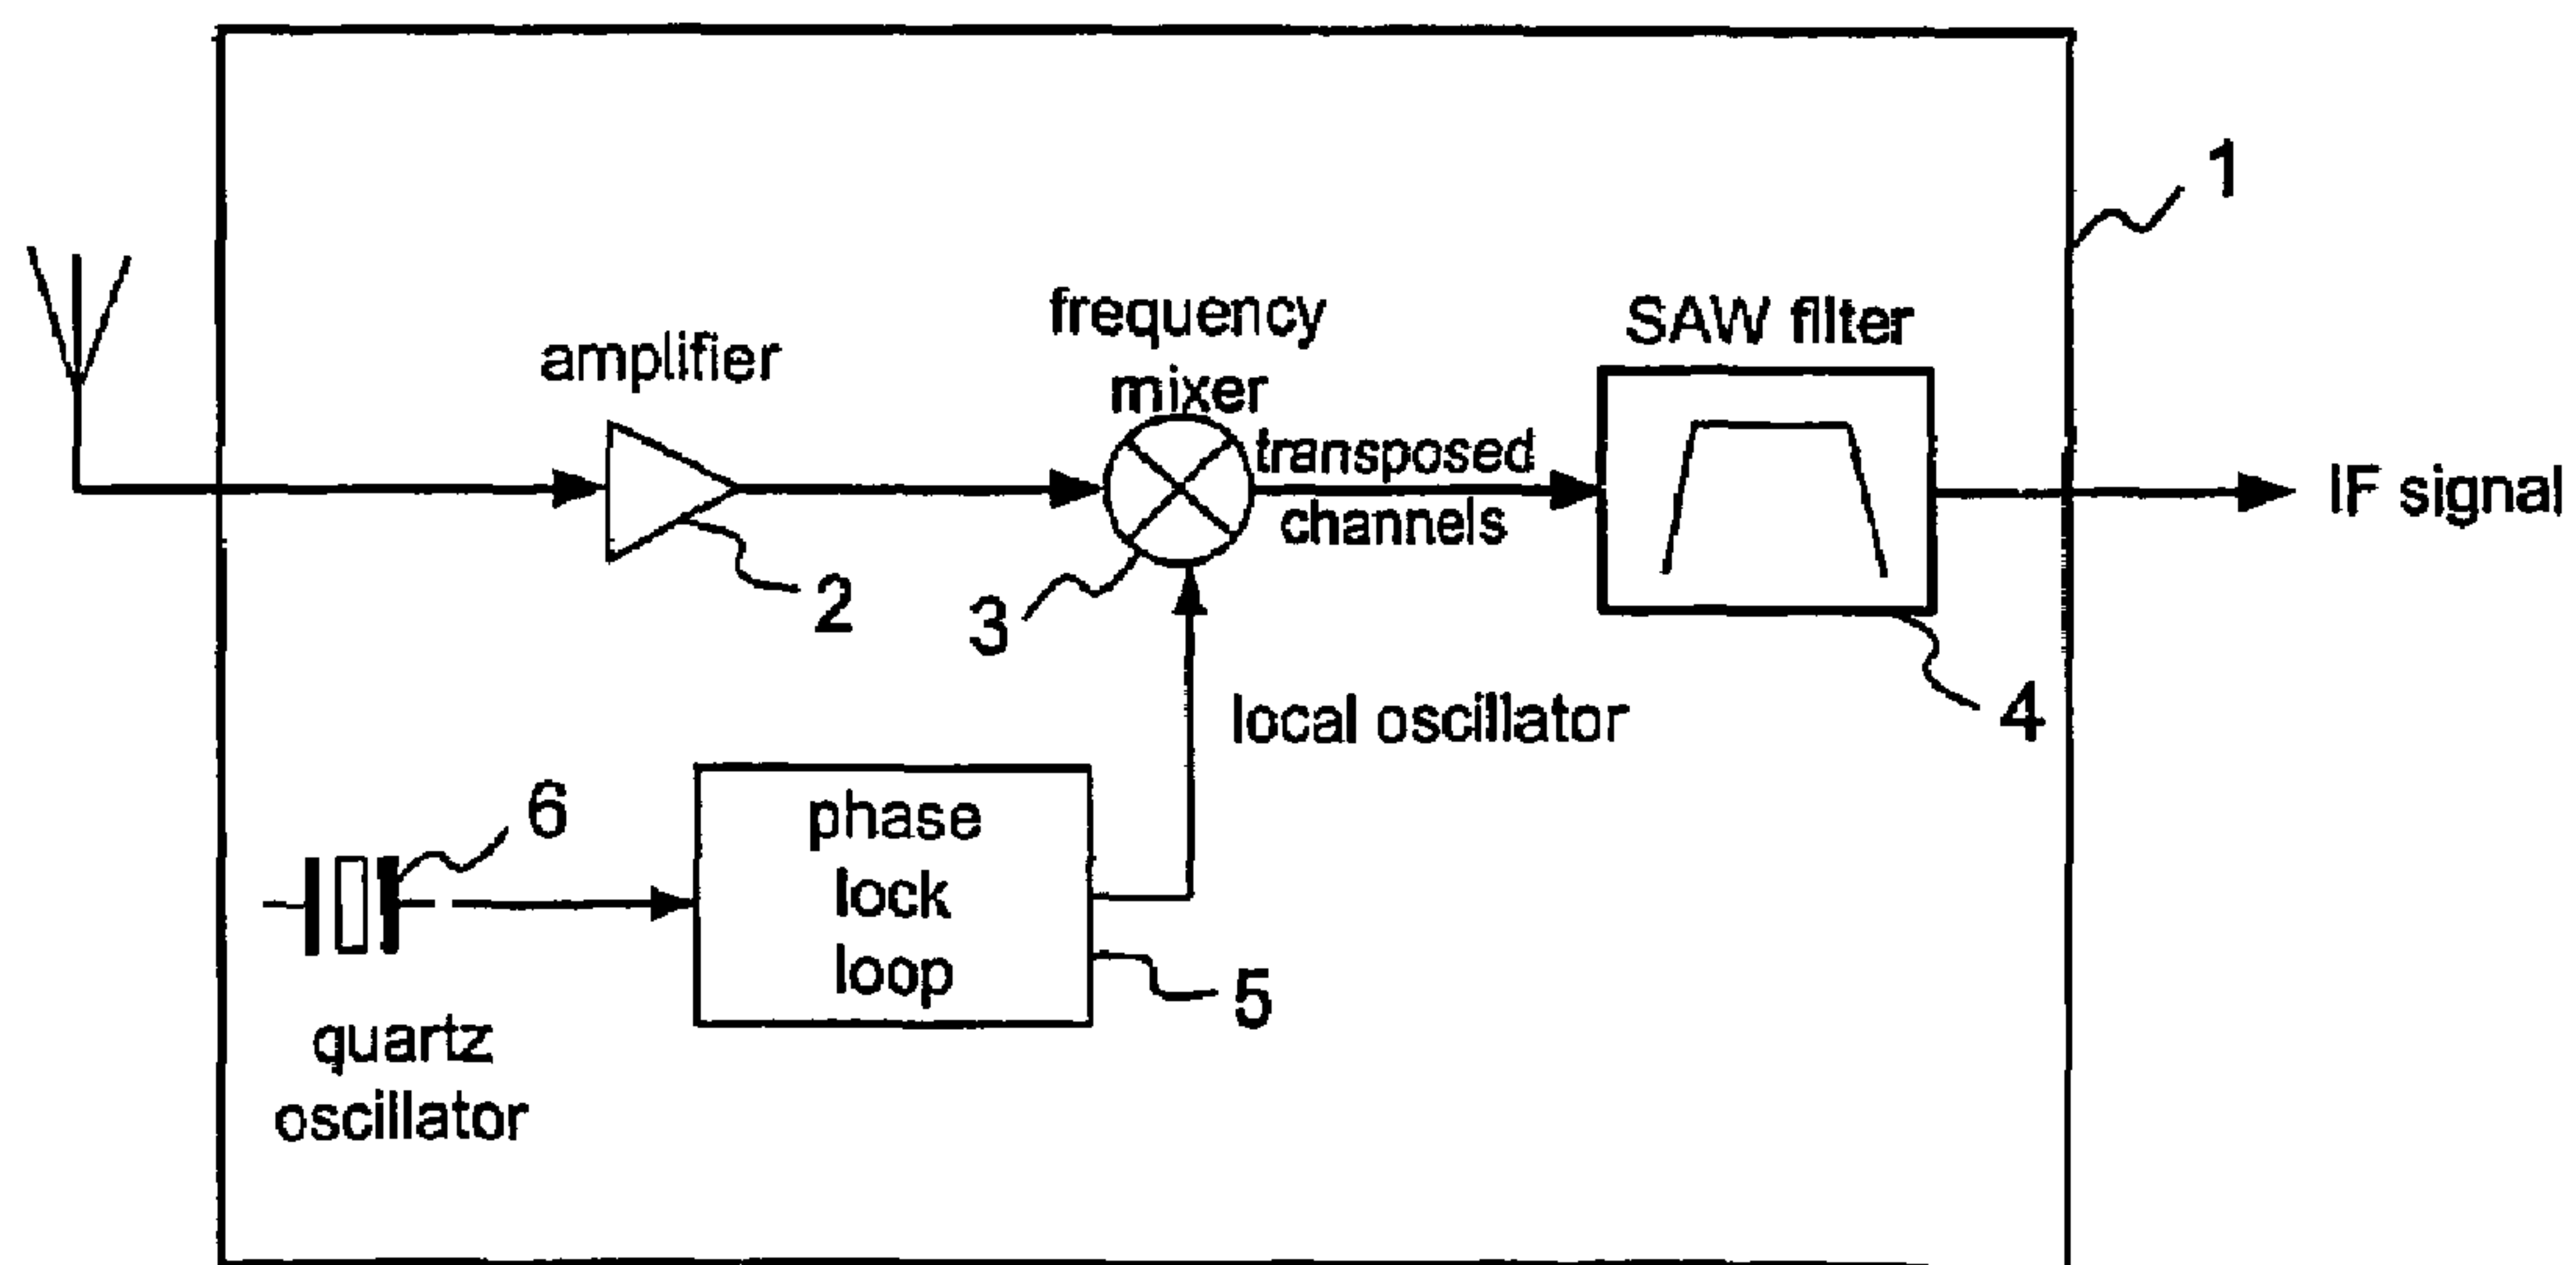 1
frequency
mixer
SAW filter
amplifier
transposed
channels
IF signal
2
3
4
local oscillator
6
phase
lock
loop
5
quartz
oscillator